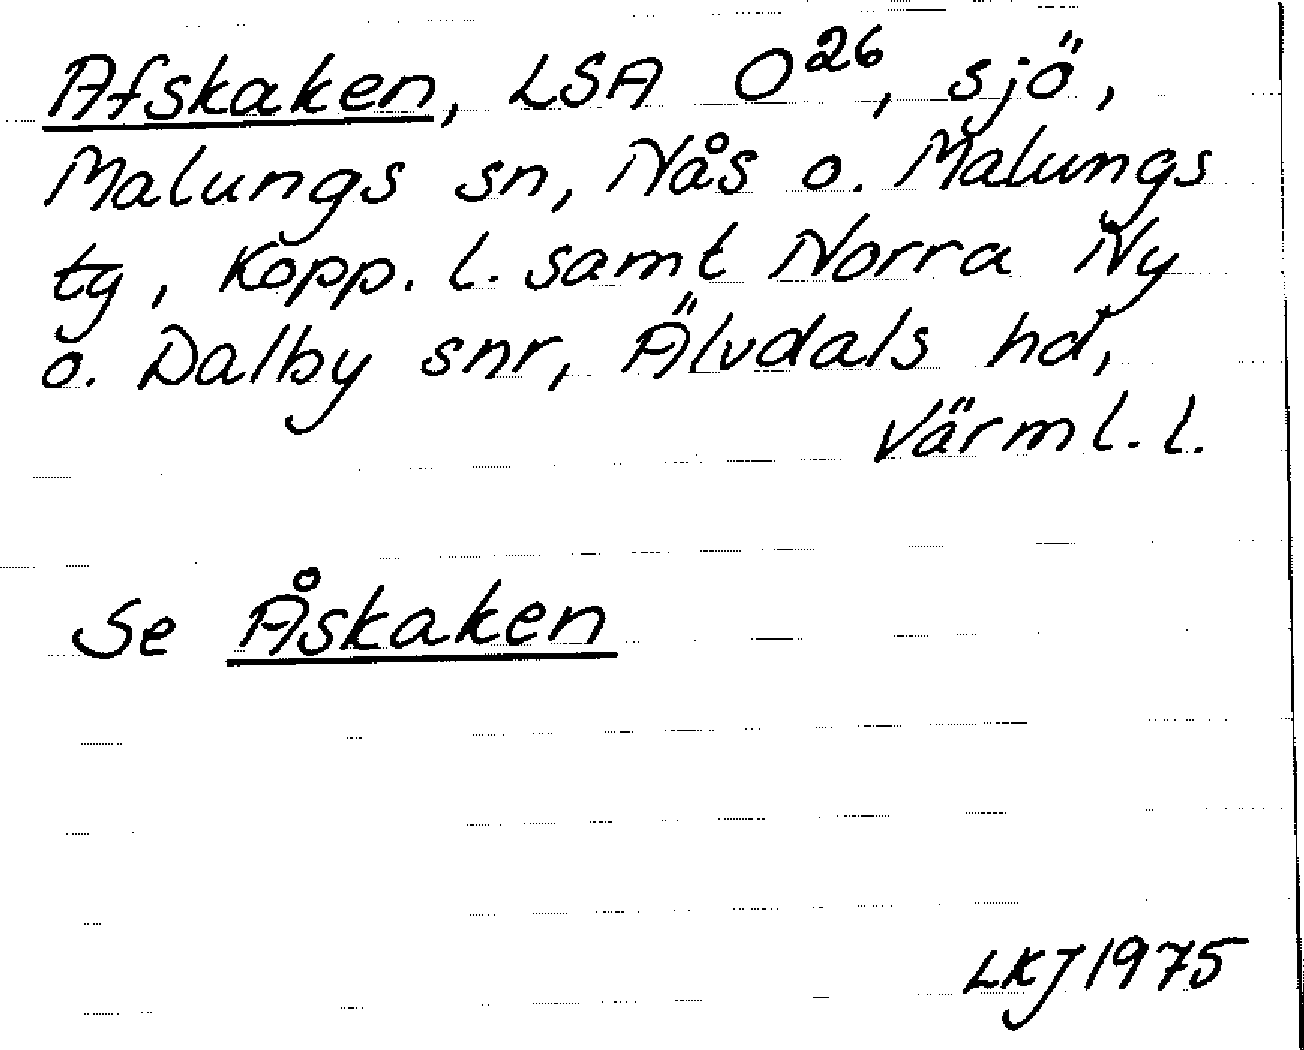 Afskaken, LSA O26, sjö,
Malungs sn, Nås o. Malungs
tg, Kopp. l. samt Norra Ny
o. Dalby snr, Älvdals hd,
Värml. l.
Se Åskaken
LKJ 1975